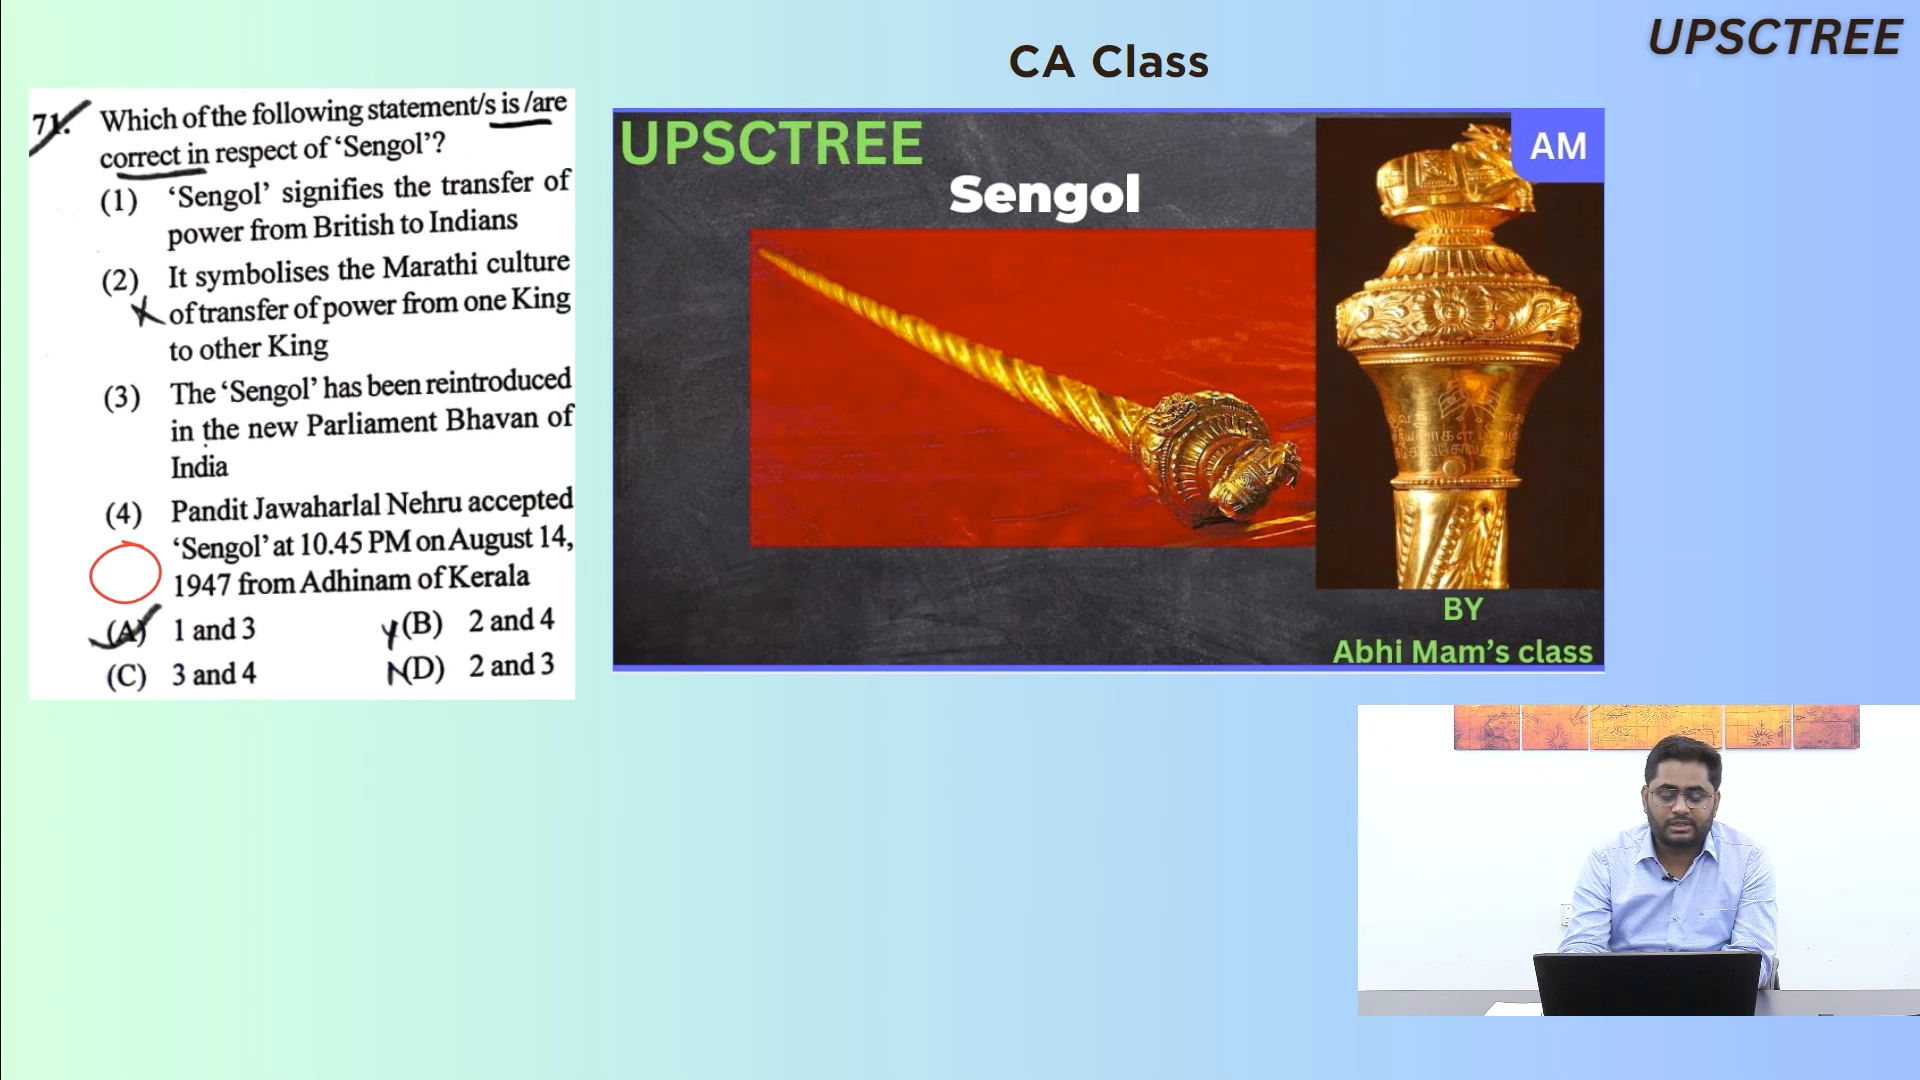 UPSCTREE
CA Class
71. Which of the following statement/s is /are
correct in respect of ‘Sengol’?
(1) ‘Sengol’ signifies the transfer of
power from British to Indians
(2) It symbolises the Marathi culture
of transfer of power from one King
to other King
(3) The ‘Sengol’ has been reintroduced
in the new Parliament Bhavan of
India
(4) Pandit Jawaharlal Nehru accepted
‘Sengol’ at 10.45 PM on August 14,
1947 from Adhinam of Kerala
(A) 1 and 3 (B) 2 and 4
(C) 3 and 4 (D) 2 and 3
UPSCTREE
Sengol
AM
BY
Abhi Mam’s class